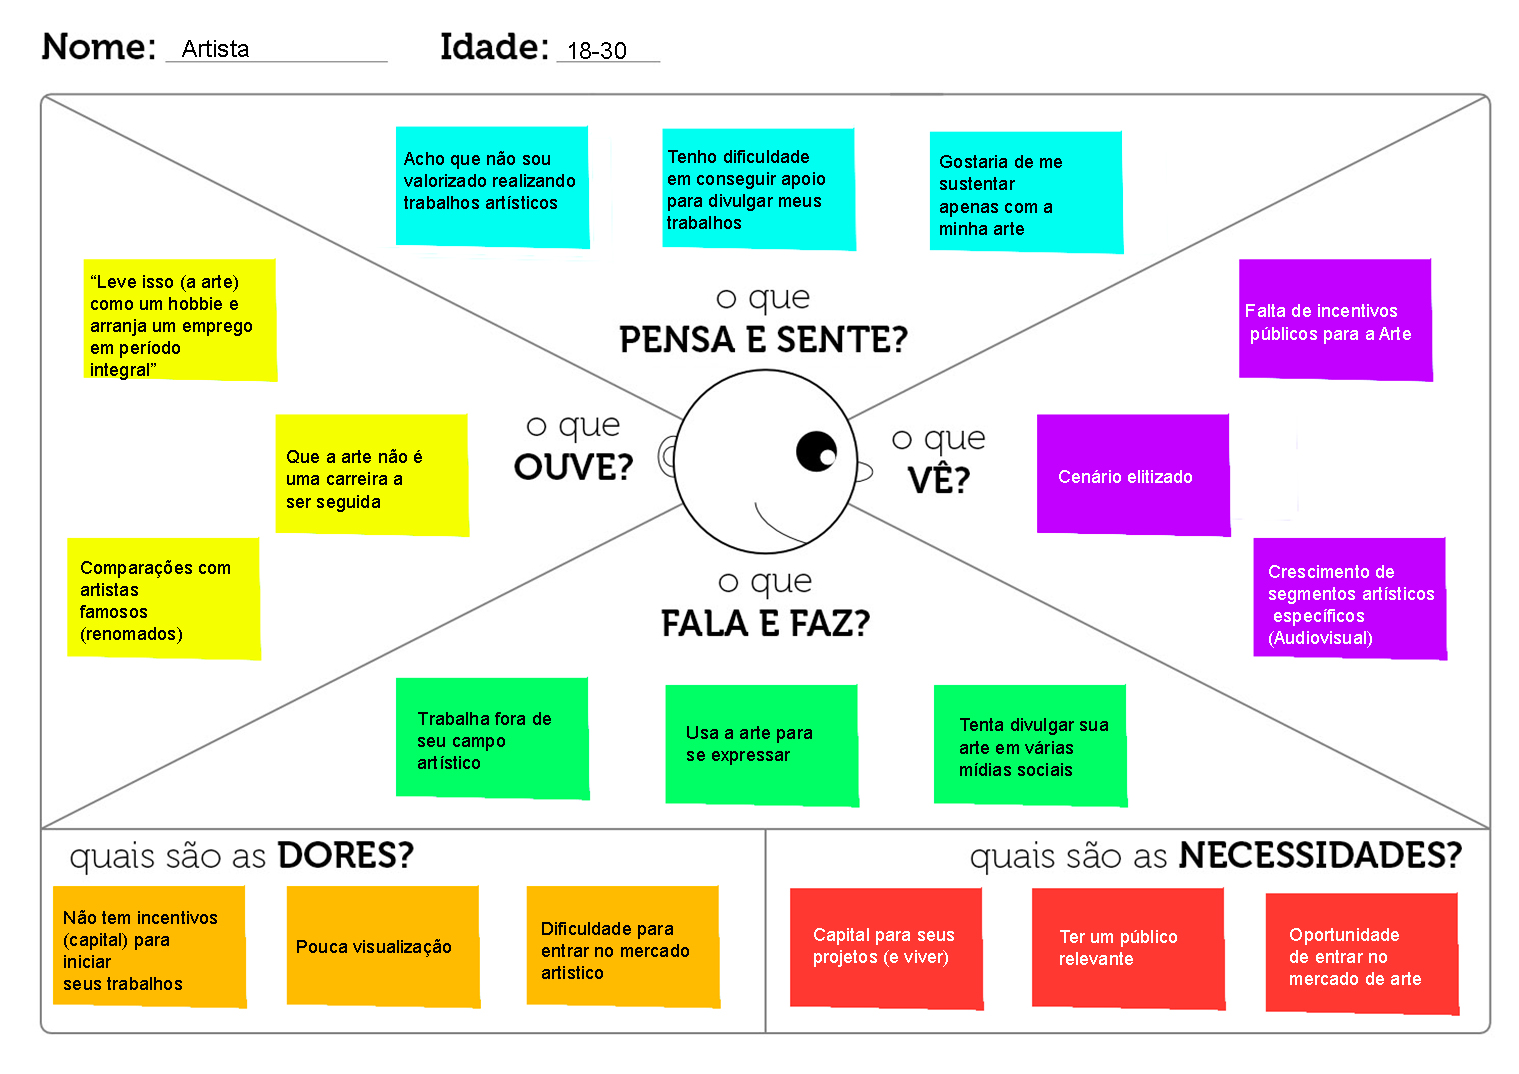 Nome: Artista Idade: 18-30
Acho que não sou
valorizado realizando
trabalhos artísticos
Tenho dificuldade
em conseguir apoio
para divulgar meus
trabalhos
Gostaria de me
sustentar
apenas com a
minha arte
o que
PENSA E SENTE?
“Leve isso (a arte)
como um hobbie e
arranja um emprego
em período
integral”
Que a arte não é
uma carreira a
ser seguida
Comparações com
artistas
famosos
(renomados)
o que
OUVE?
o que
VÊ?
Falta de incentivos
públicos para a Arte
Cenário elitizado
Crescimento de
segmentos artísticos
específicos
(Audiovisual)
o que
FALA E FAZ?
Trabalha fora de
seu campo
artístico
Usa a arte para
se expressar
Tenta divulgar sua
arte em várias
mídias sociais
quais são as DORES?
Não tem incentivos
(capital) para
iniciar
seus trabalhos
Pouca visualização
Dificuldade para
entrar no mercado
artistico
quais são as NECESSIDADES?
Capital para seus
projetos (e viver)
Ter um público
relevante
Oportunidade
de entrar no
mercado de arte